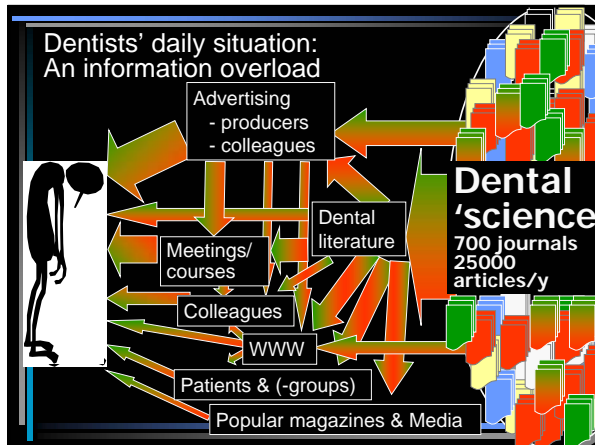 Dentists' daily situation:
An information overload
Advertising
- producers
- colleagues
Dental
'science
700 journals
25000
articles/y
Dental
literature
Meetings/
courses
Colleagues
WWW
Patients & (-groups)
Popular magazines & Media